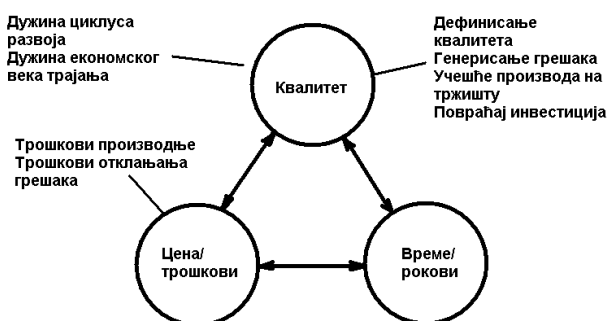 Дужина циклуса
развоја
Дужина економског
века трајања
Дефинисање
квалитета
Генерисање грешака
Учешће производа на
тржишту
Повраћај инвестиција
Квалитет
Трошкови производње
Трошкови отклањања
грешака
Цена/
трошкови
Време/
рокови